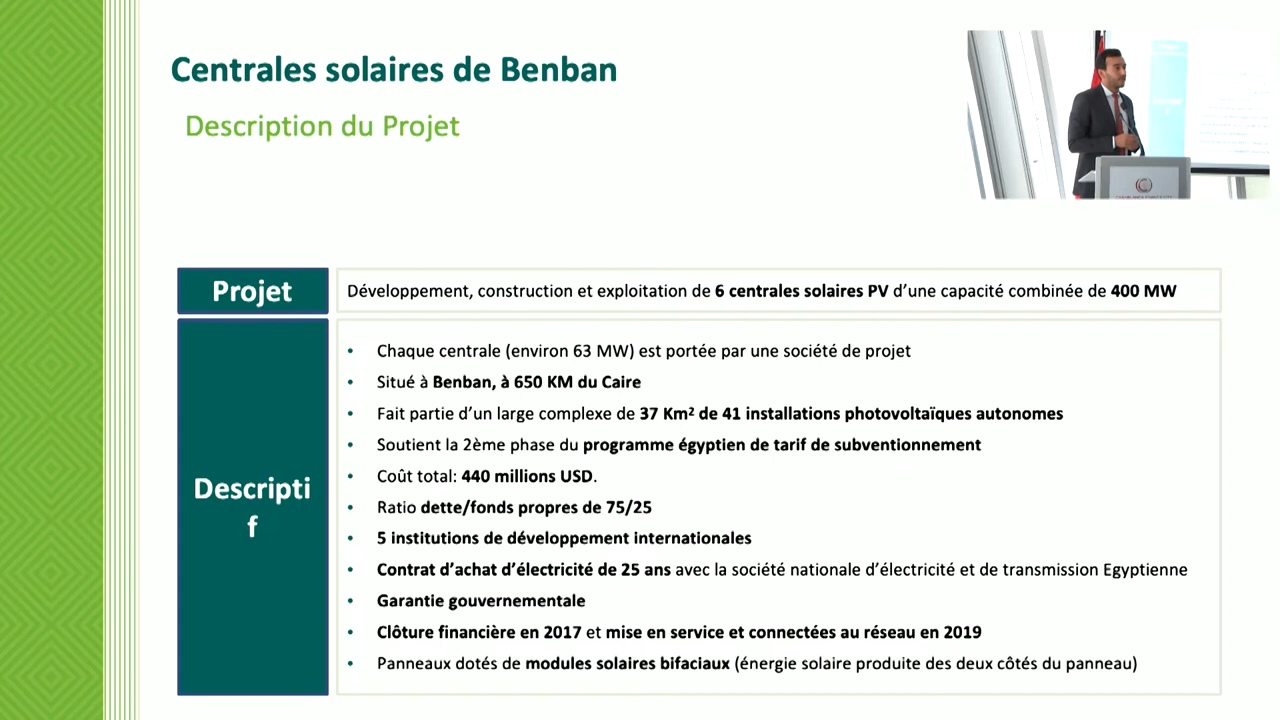 Centrales solaires de Benban
Description du Projet
Projet
Développement, construction et exploitation de 6 centrales solaires PV d’une capacité combinée de 400 MW
Descripti
f
• Chaque centrale (environ 63 MW) est portée par une société de projet
• Situé à Benban, à 650 KM du Caire
• Fait partie d’un large complexe de 37 Km² de 41 installations photovoltaïques autonomes
• Soutient la 2ème phase du programme égyptien de tarif de subventionnement
• Coût total: 440 millions USD.
• Ratio dette/fonds propres de 75/25
• 5 institutions de développement internationales
• Contrat d’achat d’électricité de 25 ans avec la société nationale d’électricité et de transmission Egyptienne
• Garantie gouvernementale
• Clôture financière en 2017 et mise en service et connectées au réseau en 2019
• Panneaux dotés de modules solaires bifaciaux (énergie solaire produite des deux côtés du panneau)